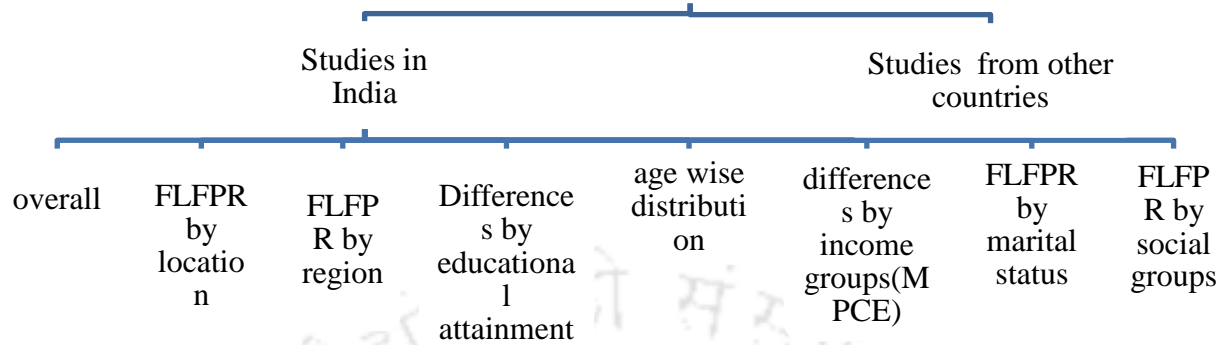 Studies in
India
Studies from other
countries
overall
FLFPR
by
locatio
n
FLFP
R by
region
Difference
s by
educationa
l
attainment
age wise
distributi
on
difference
s by
income
groups(M
PCE)
FLFPR
by
marital
status
FLFP
R by
social
groups